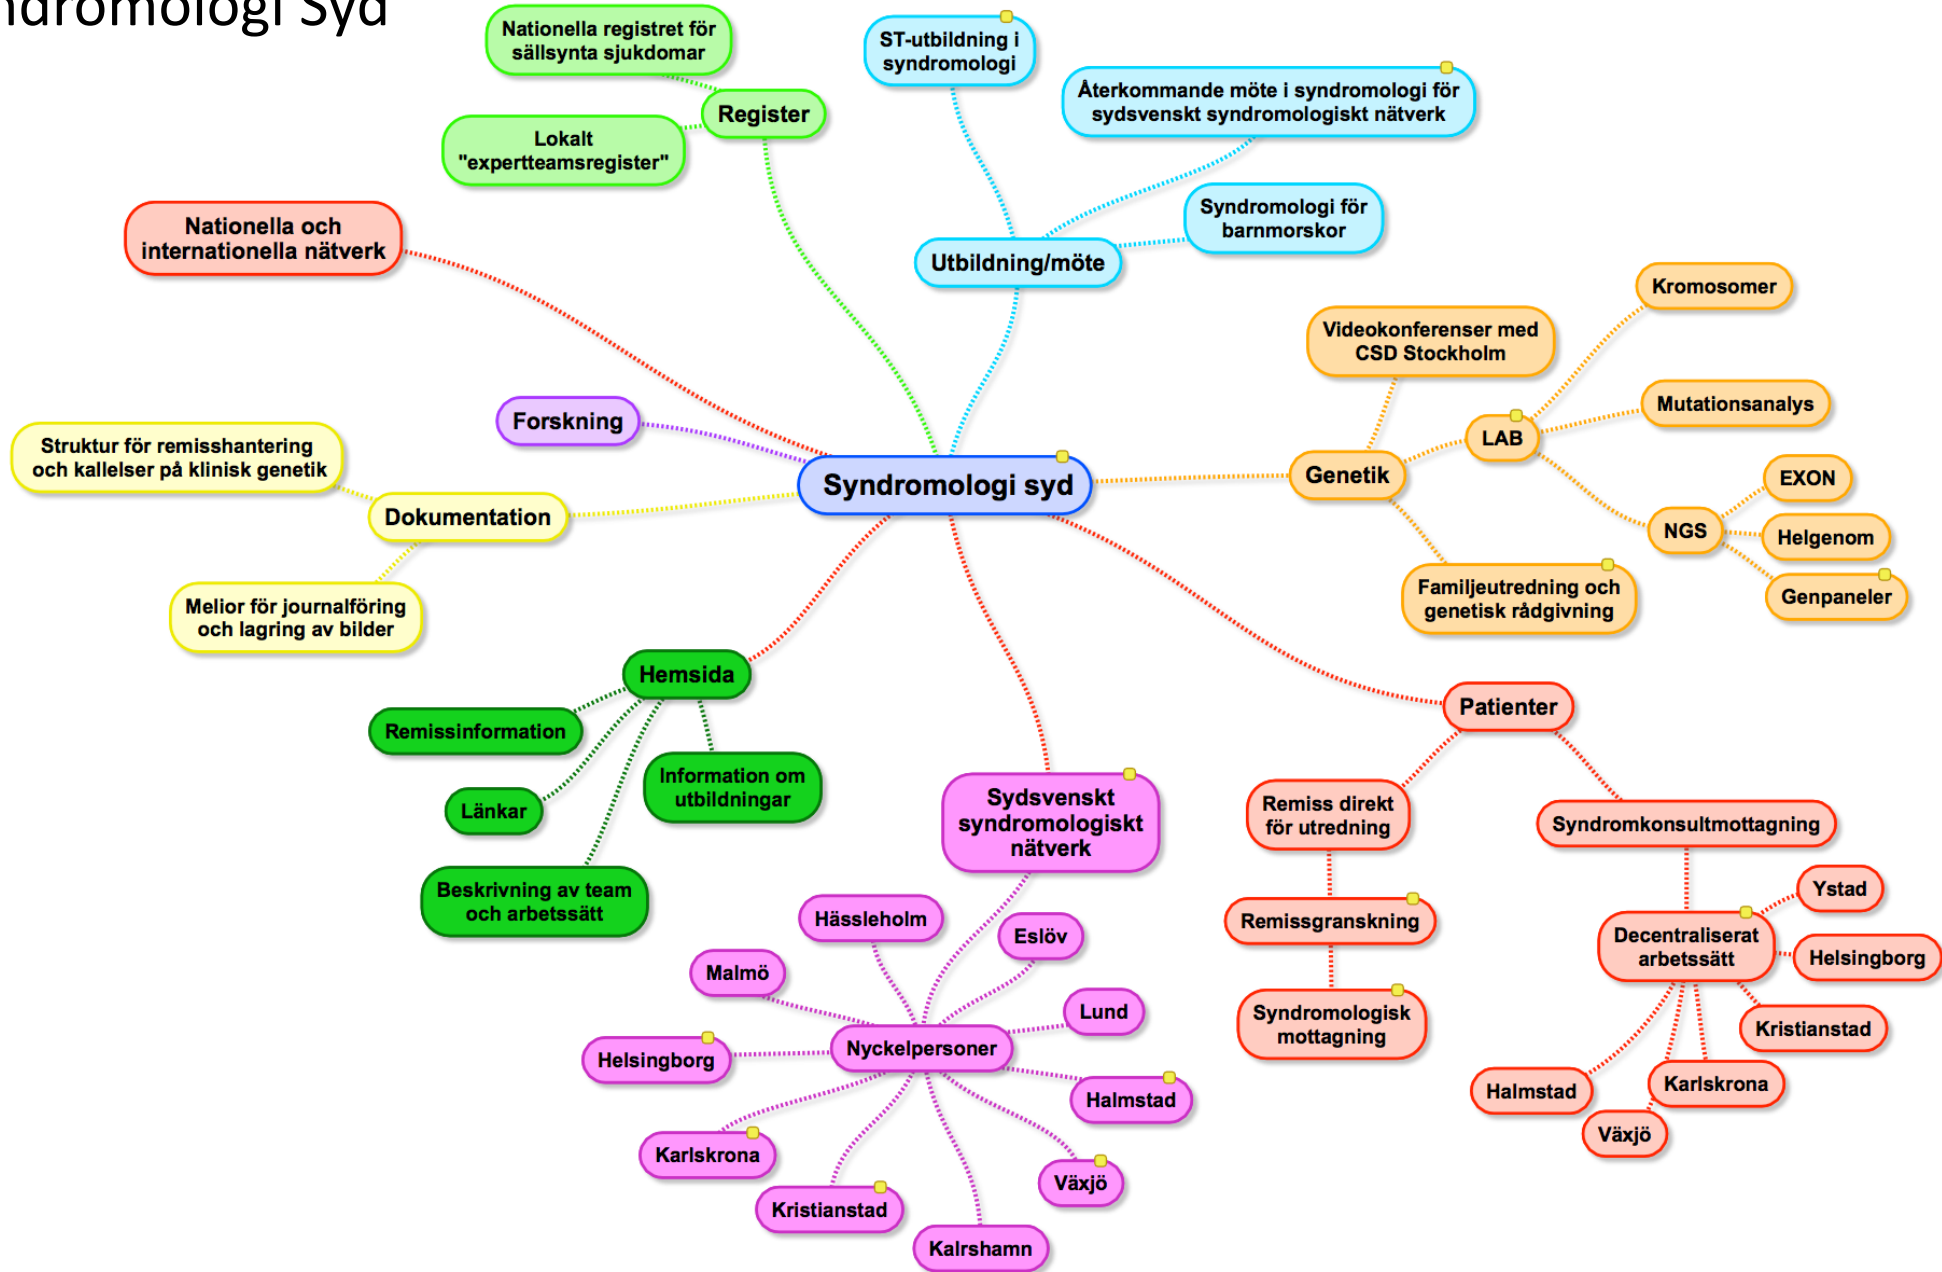 ndromologi Syd
Nationella registret för
sällsynta sjukdomar
Register
Lokalt
"expertteamsregister"
ST-utbildning i
syndromologi
Återkommande möte i syndromologi för
sydsvenskt syndromologiskt nätverk
Syndromologi för
barnmorskor
Utbildning/möte
Nationella och
internationella nätverk
Forskning
Struktur för remisshantering
och kallelser på klinisk genetik
Dokumentation
Melior för journalföring
och lagring av bilder
Syndromologi syd
Videokonferenser med
CSD Stockholm
Kromosomer
Mutationsanalys
LAB
Genetik
EXON
NGS
Helgenom
Genpaneler
Familjeutredning och
genetisk rådgivning
Hemsida
Remissinformation
Länkar
Information om
utbildningar
Beskrivning av team
och arbetssätt
Sydsvenskt
syndromologiskt
nätverk
Hässleholm
Eslöv
Malmö
Lund
Nyckelpersoner
Helsingborg
Halmstad
Karlskrona
Växjö
Kristianstad
Kalrshamn
Patienter
Remiss direkt
för utredning
Remissgranskning
Syndromologisk
mottagning
Syndromkonsultmottagning
Decentraliserat
arbetssätt
Ystad
Helsingborg
Kristianstad
Karlskrona
Halmstad
Växjö